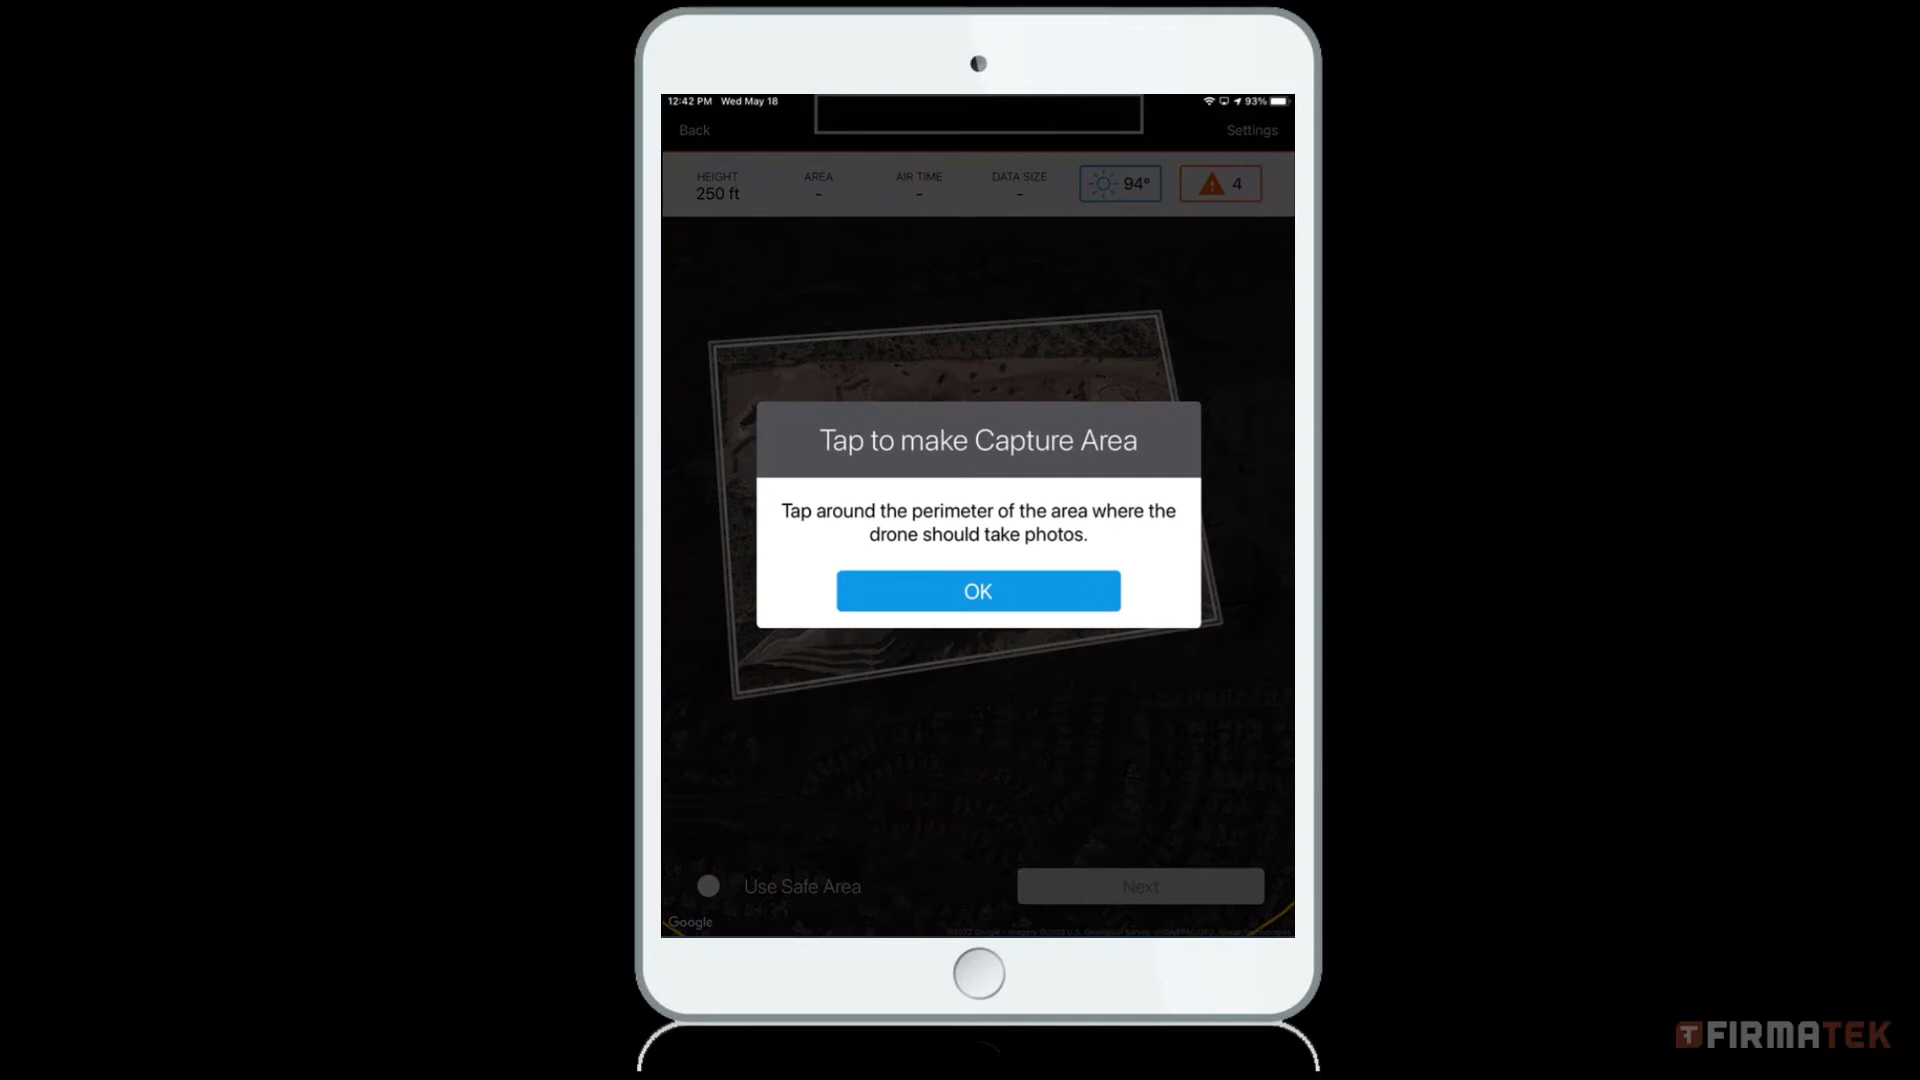 12:42 PM Wed May 18
93%
Back
Settings
HEIGHT
250 ft
AREA
-
AIR TIME
-
DATA SIZE
-
94°
4
Tap to make Capture Area
Tap around the perimeter of the area where the
drone should take photos.
OK
Use Safe Area
Next
Google
FIRMATEK